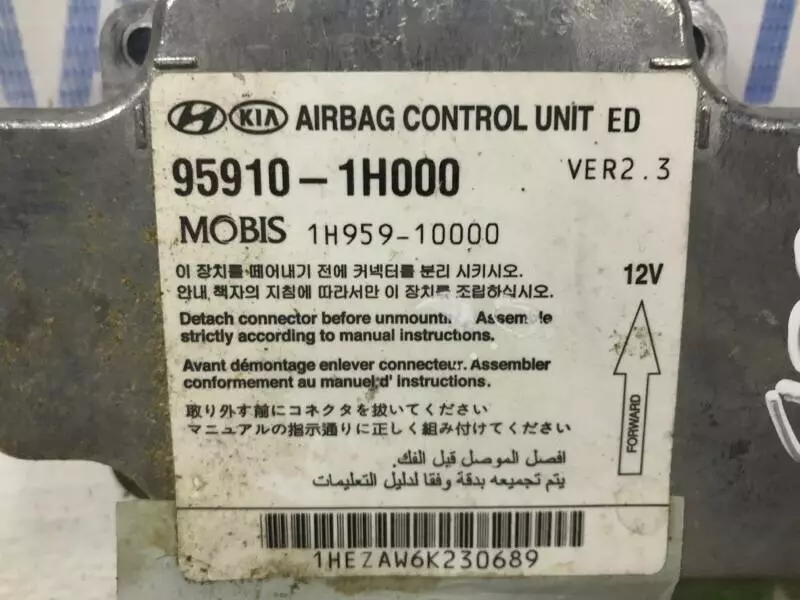 HYUNDAI KIA AIRBAG CONTROL UNIT ED
95910-1H000 VER2.3
MOBIS 1H959-10000
이 장치를 떼어내기 전에 커넥터를 분리 시키시오.
안내 책자의 지침에 따라서만 이 장치를 조립하십시오.
12V
Detach connector before unmounting. Assemble
strictly according to manual instructions.
Avant démontage enlever connecteur. Assembler
conformement au manuel d' instructions.
FORWARD
取り外す前にコネクタを抜いてください
マニュアルの指示通りに正しく組み付けてください
افصل الموصل قبل الفك.
يتم تجميعه بدقة وفقا لدليل التعليمات
1HEZAW6K230689